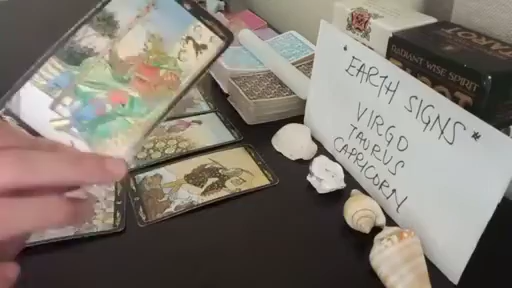 *EARTH SIGNS*
VIRGO
TAURUS
CAPRICORN
RADIANT WISE SPIRIT
TAROT